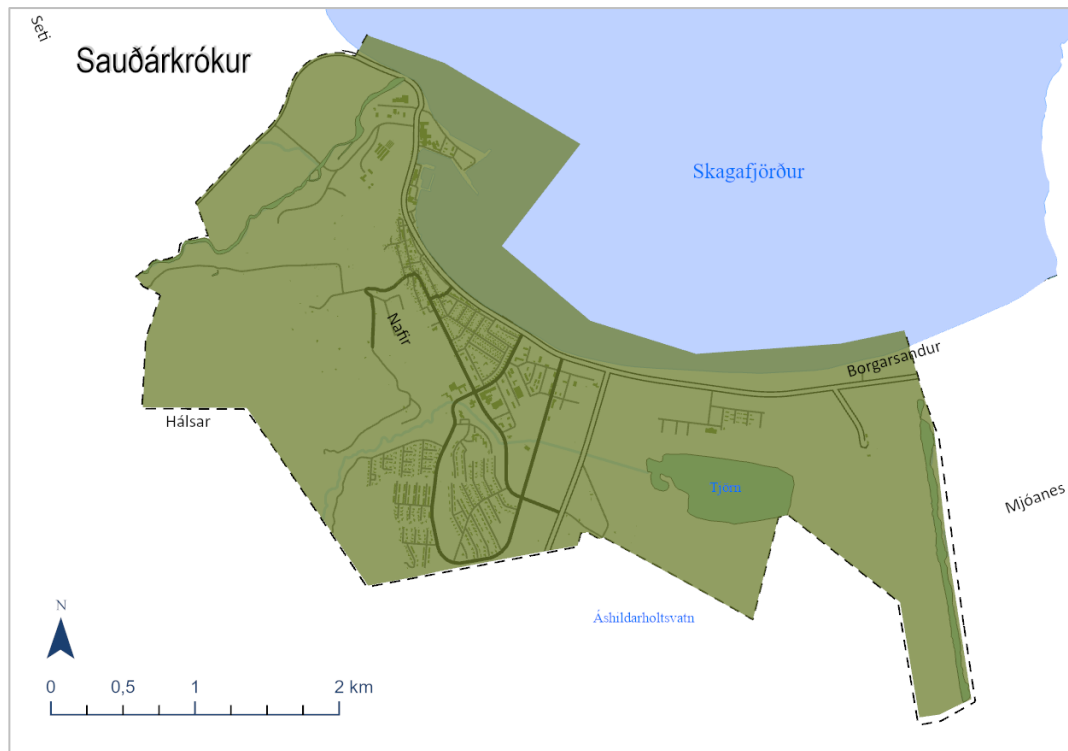 Seti
Sauðárkrókur
Skagafjörður
Nafir
Borgarsandur
Hálsar
Tjörn
Mjóanes
Áshildarholtsvatn
N
0 0,5 1 2 km